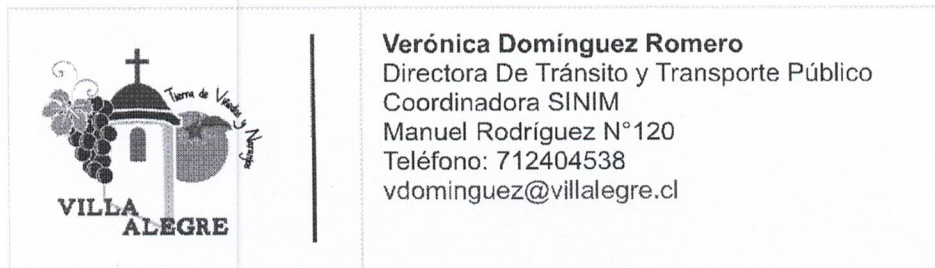 Tierra de Viñedos y Naranjos
VILLA
ALEGRE
Verónica Domínguez Romero
Directora De Tránsito y Transporte Público
Coordinadora SINIM
Manuel Rodríguez N°120
Teléfono: 712404538
vdominguez@villalegre.cl